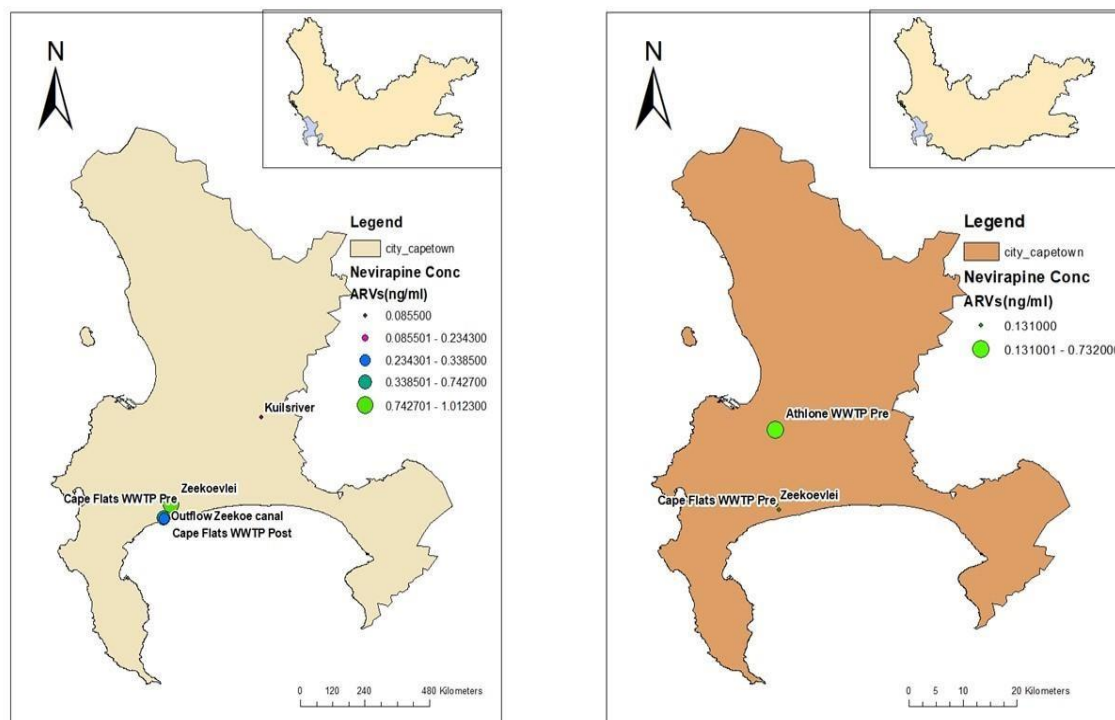 N
Legend
city_capetown
Nevirapine Conc
ARVs(ng/ml)
0.085500
0.085501 - 0.234300
0.234301 - 0.338500
0.338501 - 0.742700
0.742701 - 1.012300
Kuilsriver
Zeekoevlei
Cape Flats WWTP Pre
Outflow Zeekoe canal
Cape Flats WWTP Post
0 120 240 480 Kilometers
N
Legend
city_capetown
Nevirapine Conc
ARVs(ng/ml)
0.131000
0.131001 - 0.732000
Athlone WWTP Pre
Zeekoevlei
Cape Flats WWTP Pre
0 5 10 20 Kilometers